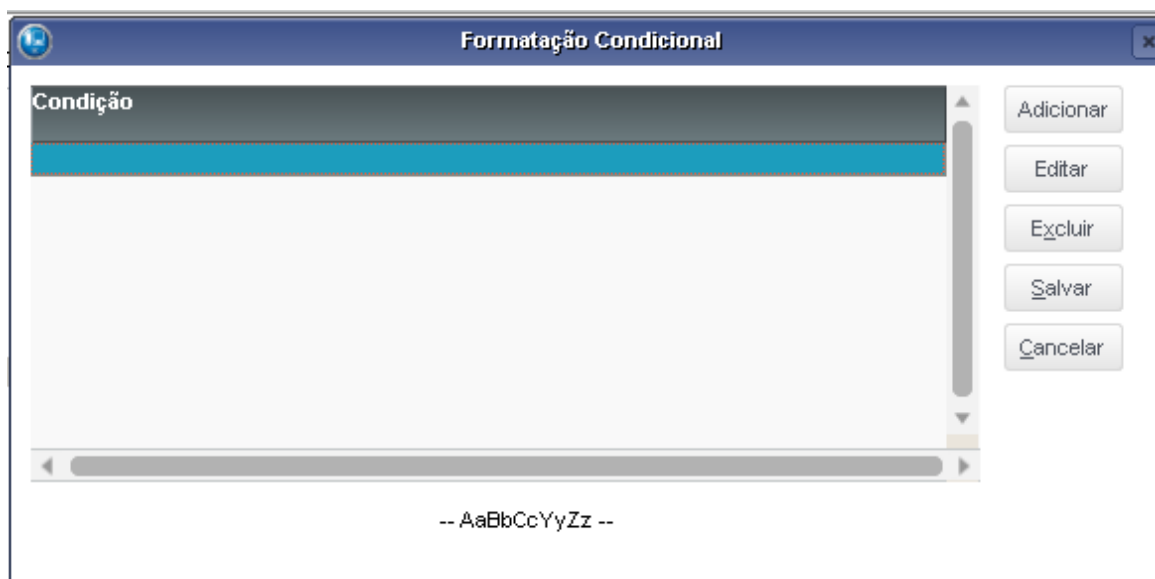 Formatação Condicional
Condição
Adicionar
Editar
Excluir
Salvar
Cancelar
-- AaBbCcYyZz --